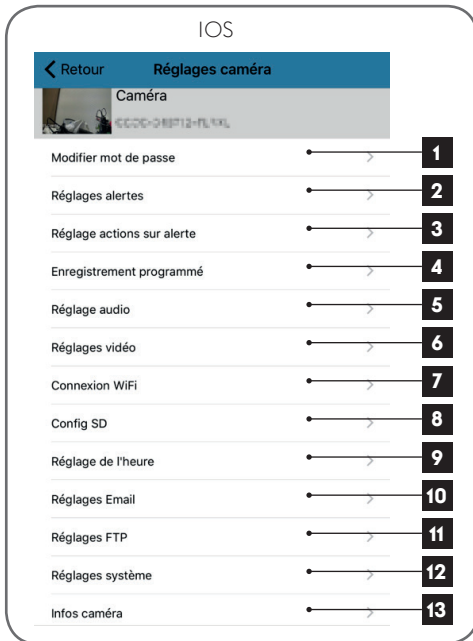 IOS
Retour Réglages caméra
Caméra
Modifier mot de passe 1
Réglages alertes 2
Réglage actions sur alerte 3
Enregistrement programmé 4
Réglage audio 5
Réglages vidéo 6
Connexion WiFi 7
Config SD 8
Réglage de l'heure 9
Réglages Email 10
Réglages FTP 11
Réglages système 12
Infos caméra 13